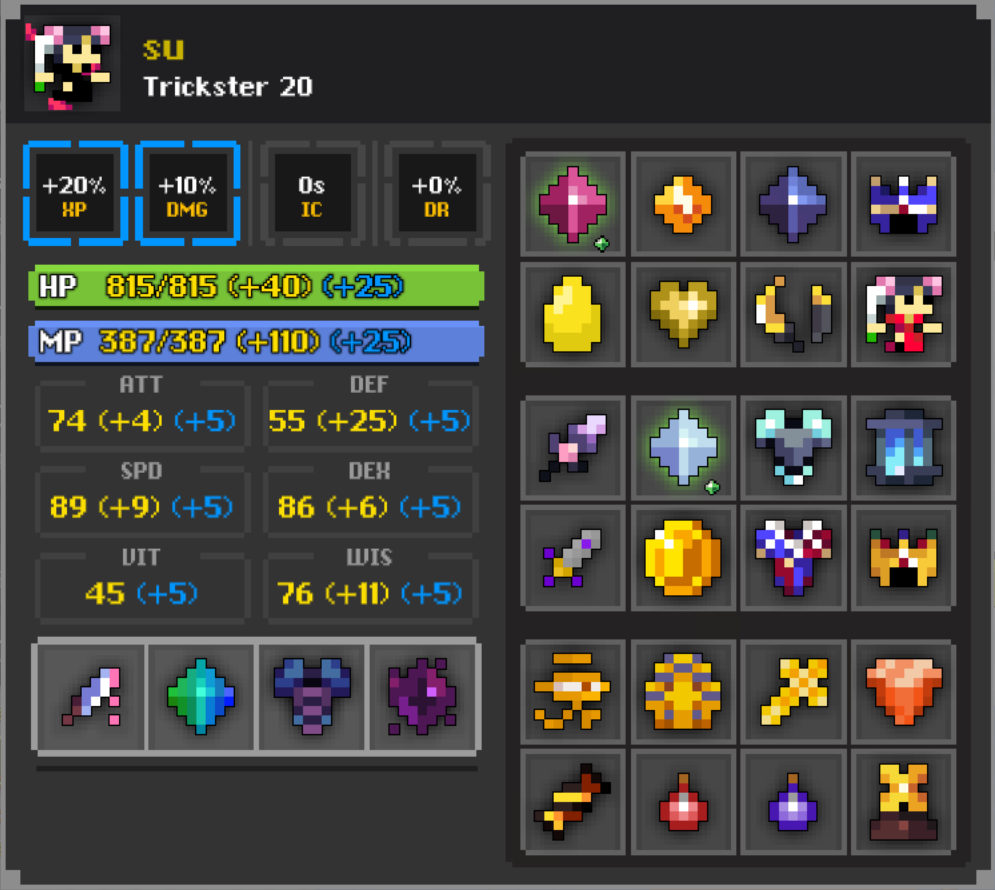 su
Trickster 20
+20% XP
+10% DMG
0s IC
+0% DR
HP 815/815 (+40) (+25)
MP 387/387 (+110) (+25)
ATT DEF
74 (+4) (+5) 55 (+25) (+5)
SPD DEX
89 (+9) (+5) 86 (+6) (+5)
VIT WIS
45 (+5) 76 (+11) (+5)